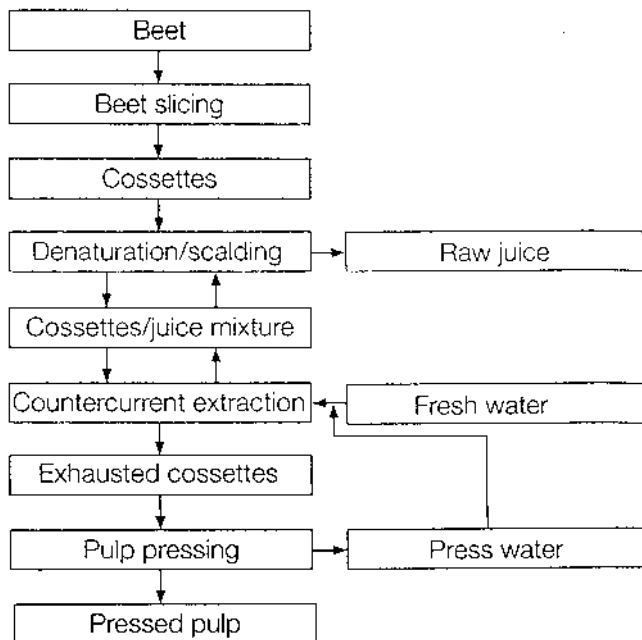 Beet
Beet slicing
Cossettes
Denaturation/scalding
Raw juice
Cossettes/juice mixture
Countercurrent extraction
Fresh water
Exhausted cossettes
Pulp pressing
Press water
Pressed pulp